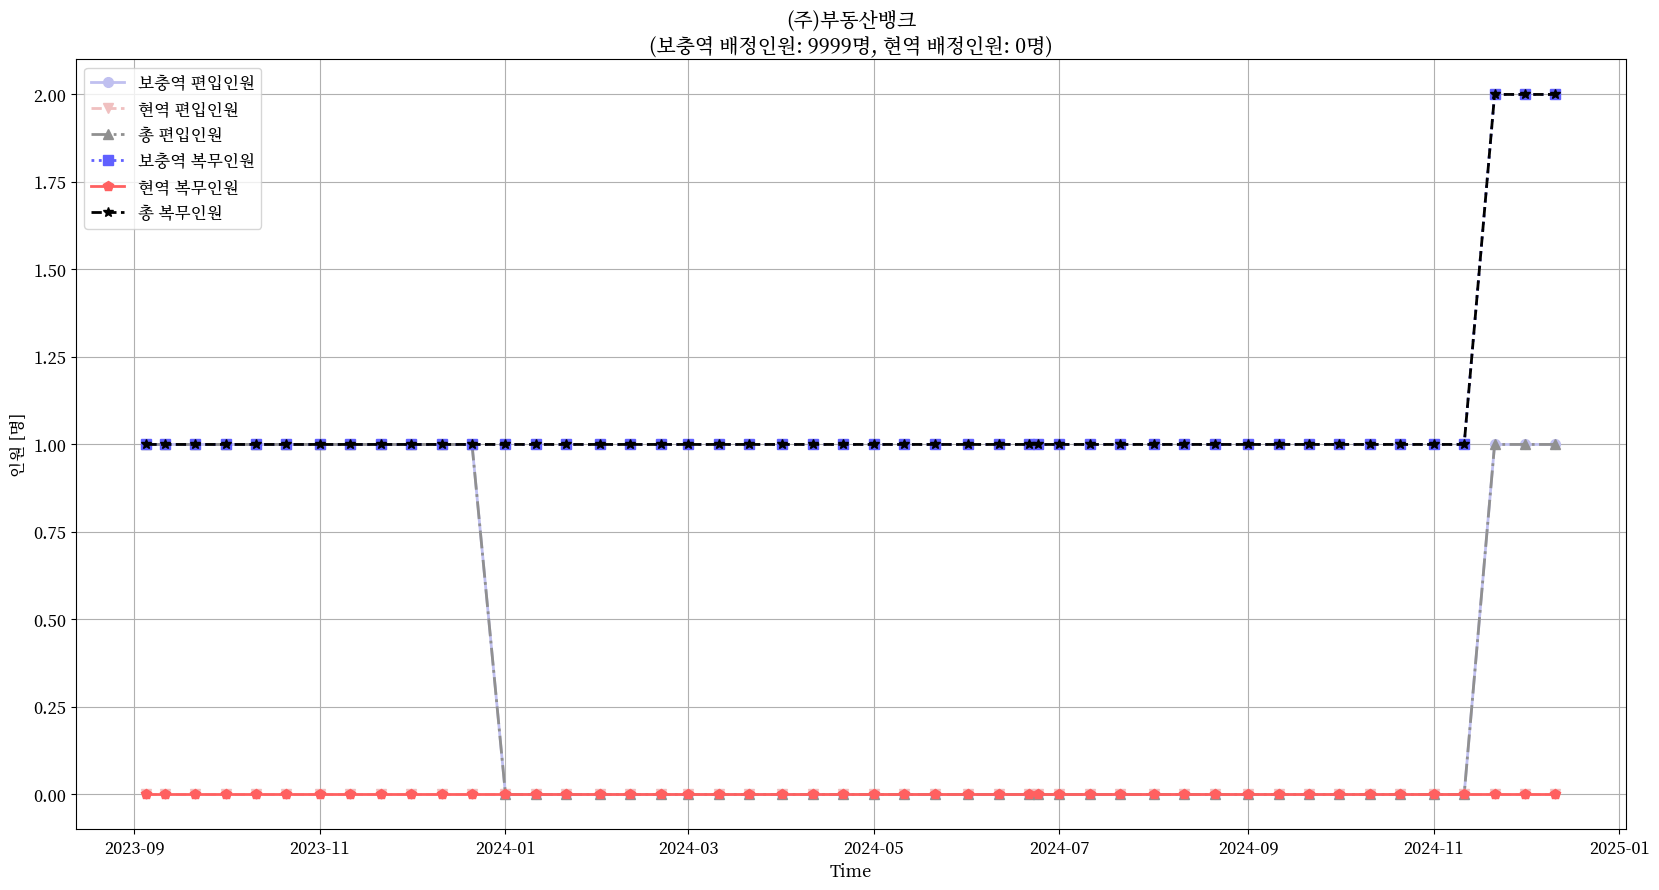 (주)부동산뱅크
(보충역 배정인원: 9999명, 현역 배정인원: 0명)
보충역 편입인원
현역 편입인원
총 편입인원
보충역 복무인원
현역 복무인원
총 복무인원
2.00
1.75
1.50
1.25
1.00
0.75
0.50
0.25
0.00
인원 [명]
2023-09 2023-11 2024-01 2024-03 2024-05 2024-07 2024-09 2024-11 2025-01
Time